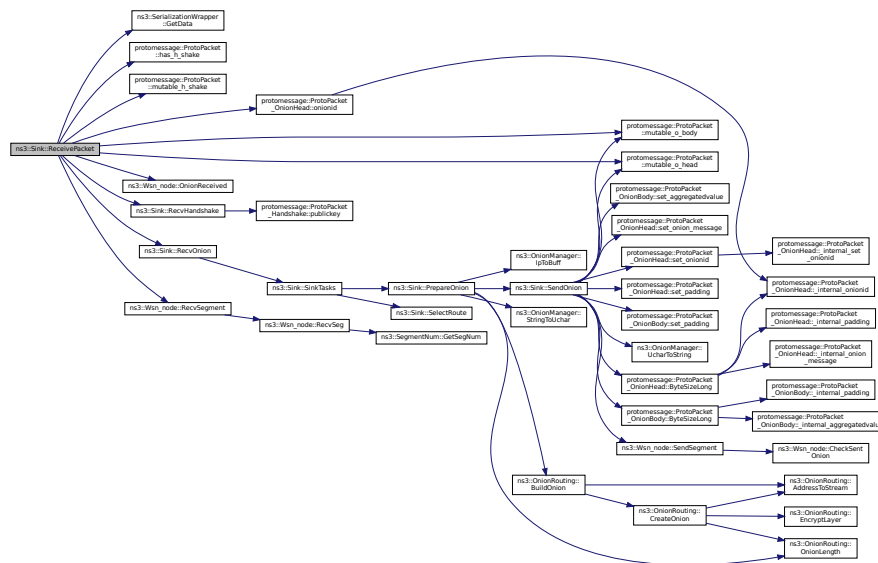 ns3::SerializationWrapper
::GetData
protomessage::ProtoPacket
::has_h_shake
protomessage::ProtoPacket
::mutable_h_shake
protomessage::ProtoPacket
_OnionHead::onionid
ns3::Sink::ReceivePacket
ns3::Wsn_node::OnionReceived
ns3::Sink::RecvHandshake
protomessage::ProtoPacket
_Handshake::publickey
ns3::Sink::RecvOnion
ns3::Wsn_node::RecvSegment
ns3::Wsn_node::RecvSeg
ns3::Sink::SinkTasks
ns3::Sink::PrepareOnion
ns3::Sink::SelectRoute
ns3::SegmentNum::GetSegNum
ns3::OnionManager::
IpToBuff
ns3::Sink::SendOnion
ns3::OnionManager::
StringToUchar
ns3::OnionRouting::
BuildOnion
protomessage::ProtoPacket
::mutable_o_body
protomessage::ProtoPacket
::mutable_o_head
protomessage::ProtoPacket
_OnionBody::set_aggregatedvalue
protomessage::ProtoPacket
_OnionHead::set_onion_message
protomessage::ProtoPacket
_OnionHead::set_onionid
protomessage::ProtoPacket
_OnionHead::set_padding
protomessage::ProtoPacket
_OnionBody::set_padding
ns3::OnionManager::
UcharToString
protomessage::ProtoPacket
_OnionHead::ByteSizeLong
protomessage::ProtoPacket
_OnionBody::ByteSizeLong
ns3::Wsn_node::SendSegment
ns3::OnionRouting::
CreateOnion
protomessage::ProtoPacket
_OnionHead::_internal_set
_onionid
protomessage::ProtoPacket
_OnionHead::_internal_onionid
protomessage::ProtoPacket
_OnionHead::_internal_padding
protomessage::ProtoPacket
_OnionHead::_internal_onion
_message
protomessage::ProtoPacket
_OnionBody::_internal_padding
protomessage::ProtoPacket
_OnionBody::_internal_aggregatedvalue
ns3::Wsn_node::CheckSent
Onion
ns3::OnionRouting::
AddressToStream
ns3::OnionRouting::
EncryptLayer
ns3::OnionRouting::
OnionLength